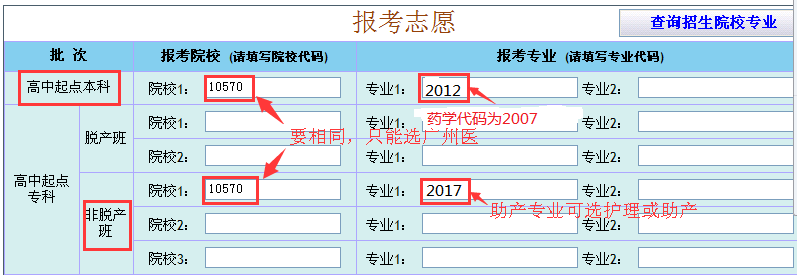 报考志愿
查询招生院校专业
批 次 报考院校 (请填写院校代码) 报考专业 (请填写专业代码)
高中起点本科 院校1: 10570 专业1: 2012 专业2:
高中起点专科 脱产班 院校1: 专业1: 药学代码为2007 专业2:
要相同，只能选广州医
院校2: 专业1: 专业2:
非脱产班 院校1: 10570 专业1: 2017 专业2:
助产专业可选护理或助产
院校2: 专业1: 专业2:
院校3: 专业1: 专业2: